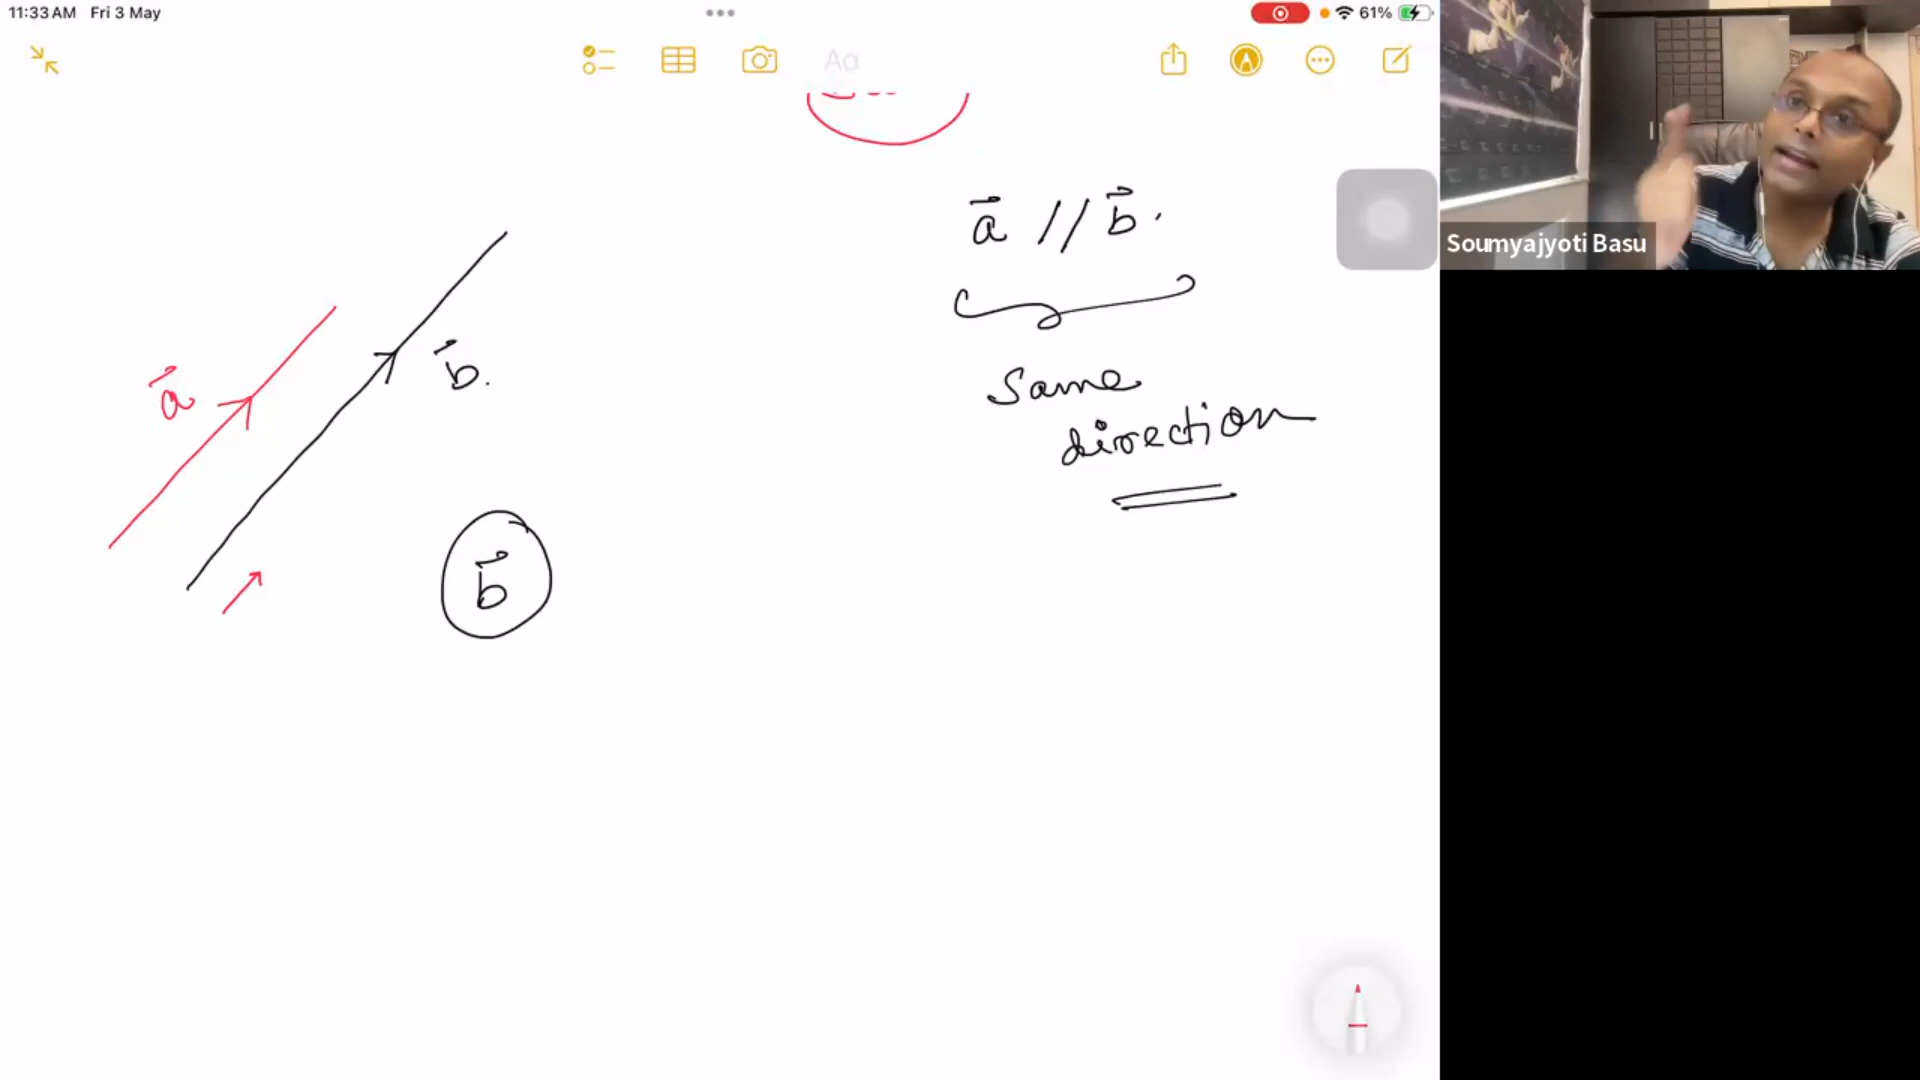 11:33 AM Fri 3 May
61%
Aa
Soumyajyoti Basu
a⃗ // b⃗.
a⃗
b⃗.
Same
direction
b⃗